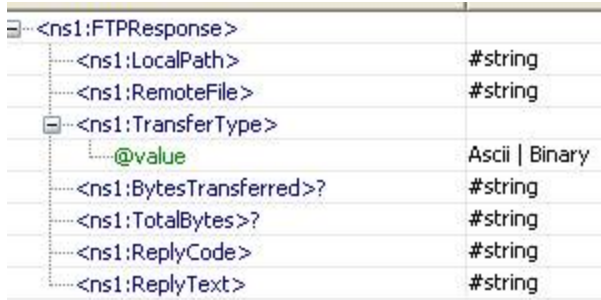 <ns1:FTPResponse>
<ns1:LocalPath> #string
<ns1:RemoteFile> #string
<ns1:TransferType>
@value Ascii | Binary
<ns1:BytesTransferred>? #string
<ns1:TotalBytes>? #string
<ns1:ReplyCode> #string
<ns1:ReplyText> #string